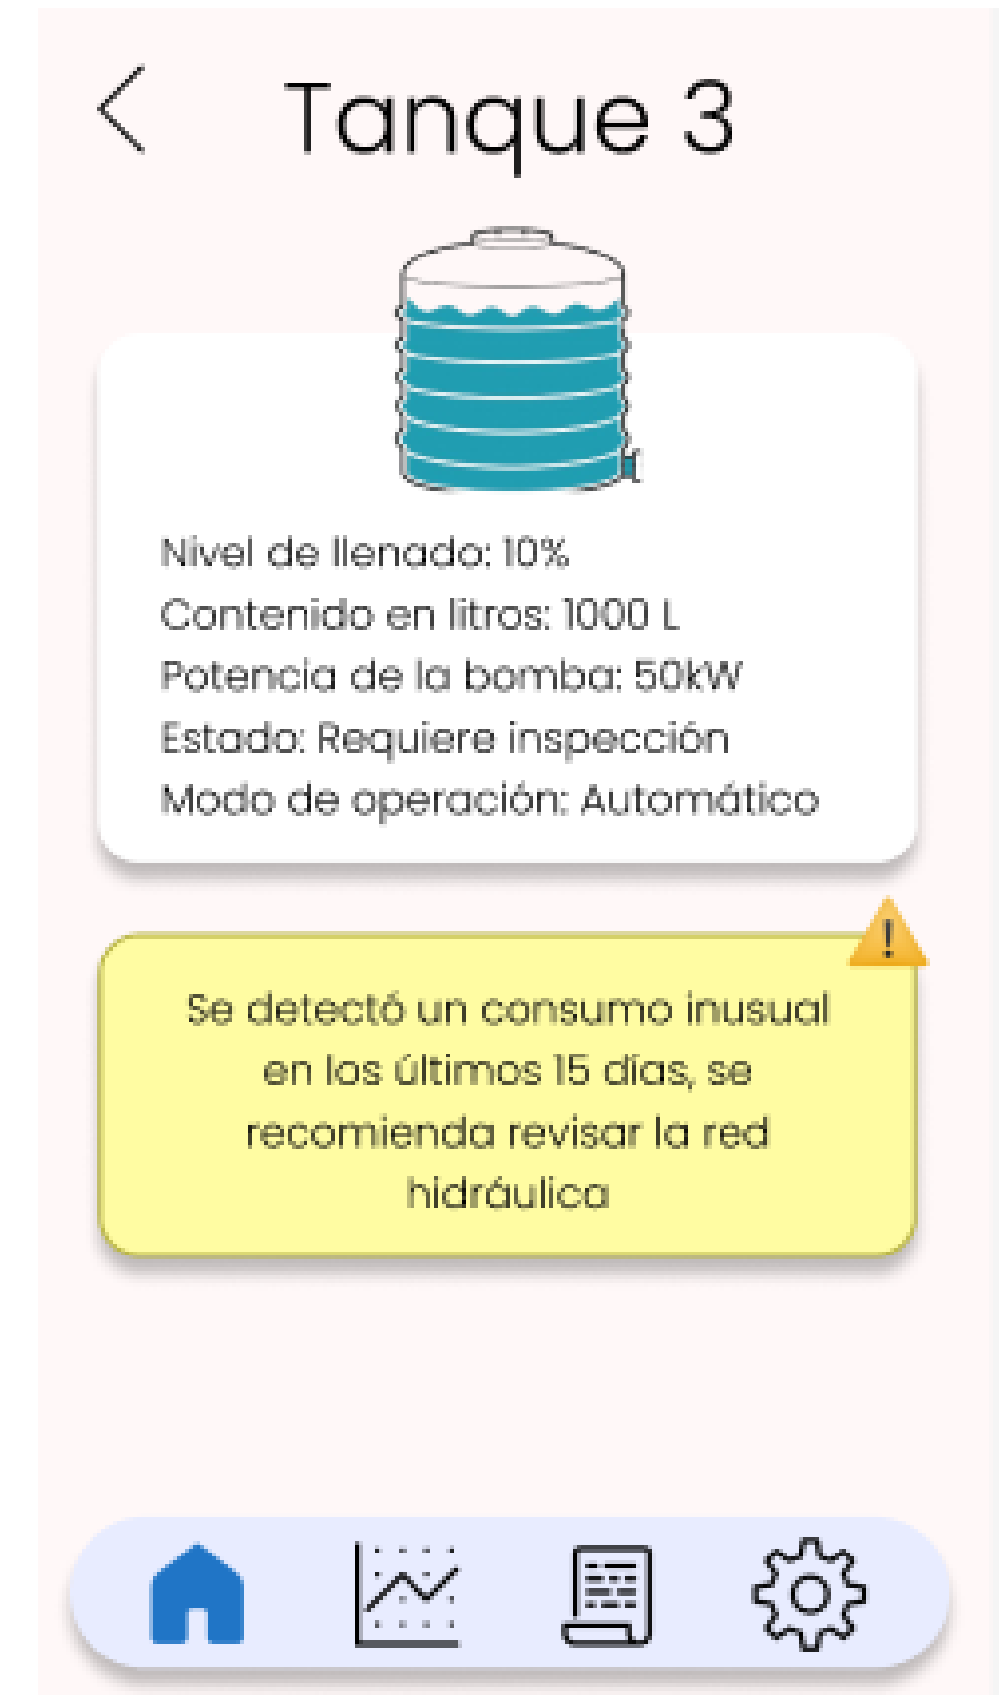 Tanque 3
Nivel de llenado: 10%
Contenido en litros: 1000 L
Potencia de la bomba: 50kW
Estado: Requiere inspección
Modo de operación: Automático
!
Se detectó un consumo inusual
en los últimos 15 días, se
recomienda revisar la red
hidráulica